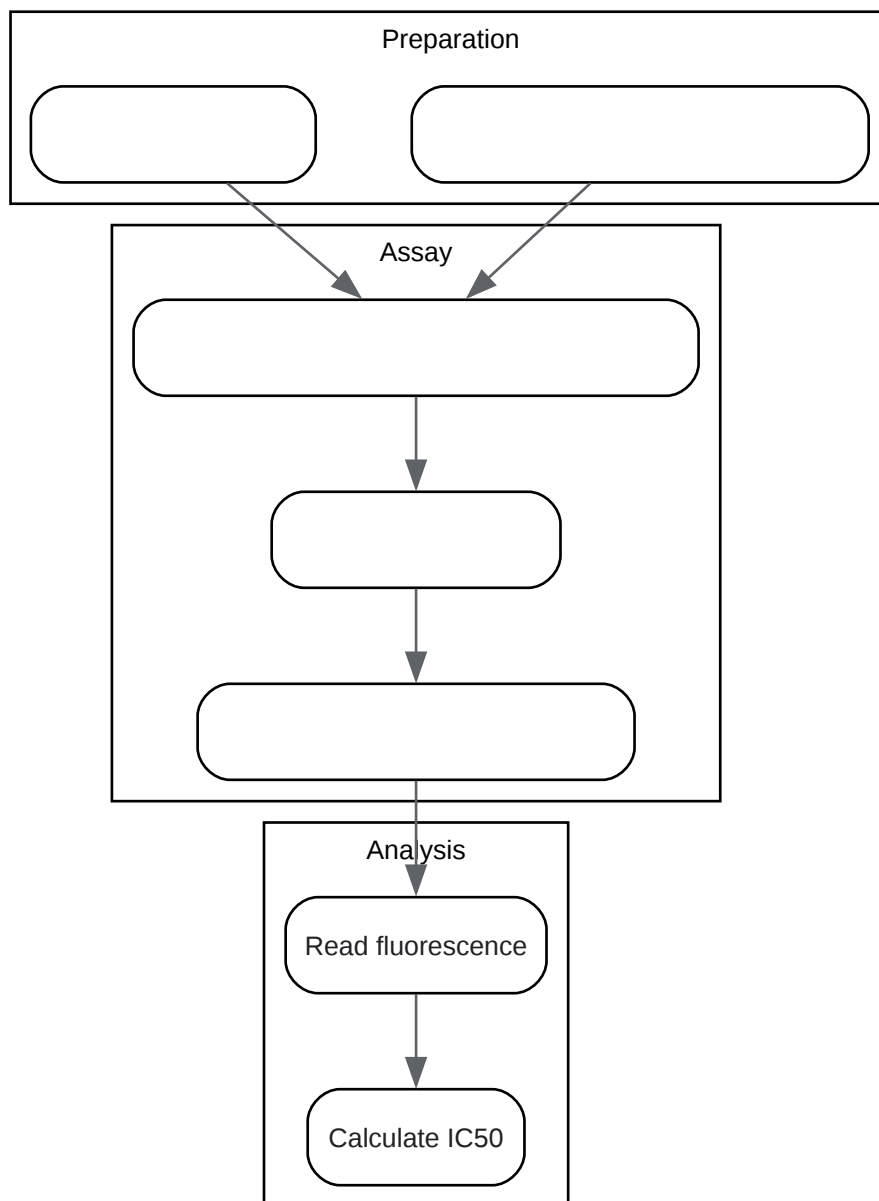 Preparation
Assay
Analysis
Read fluorescence
Calculate IC50